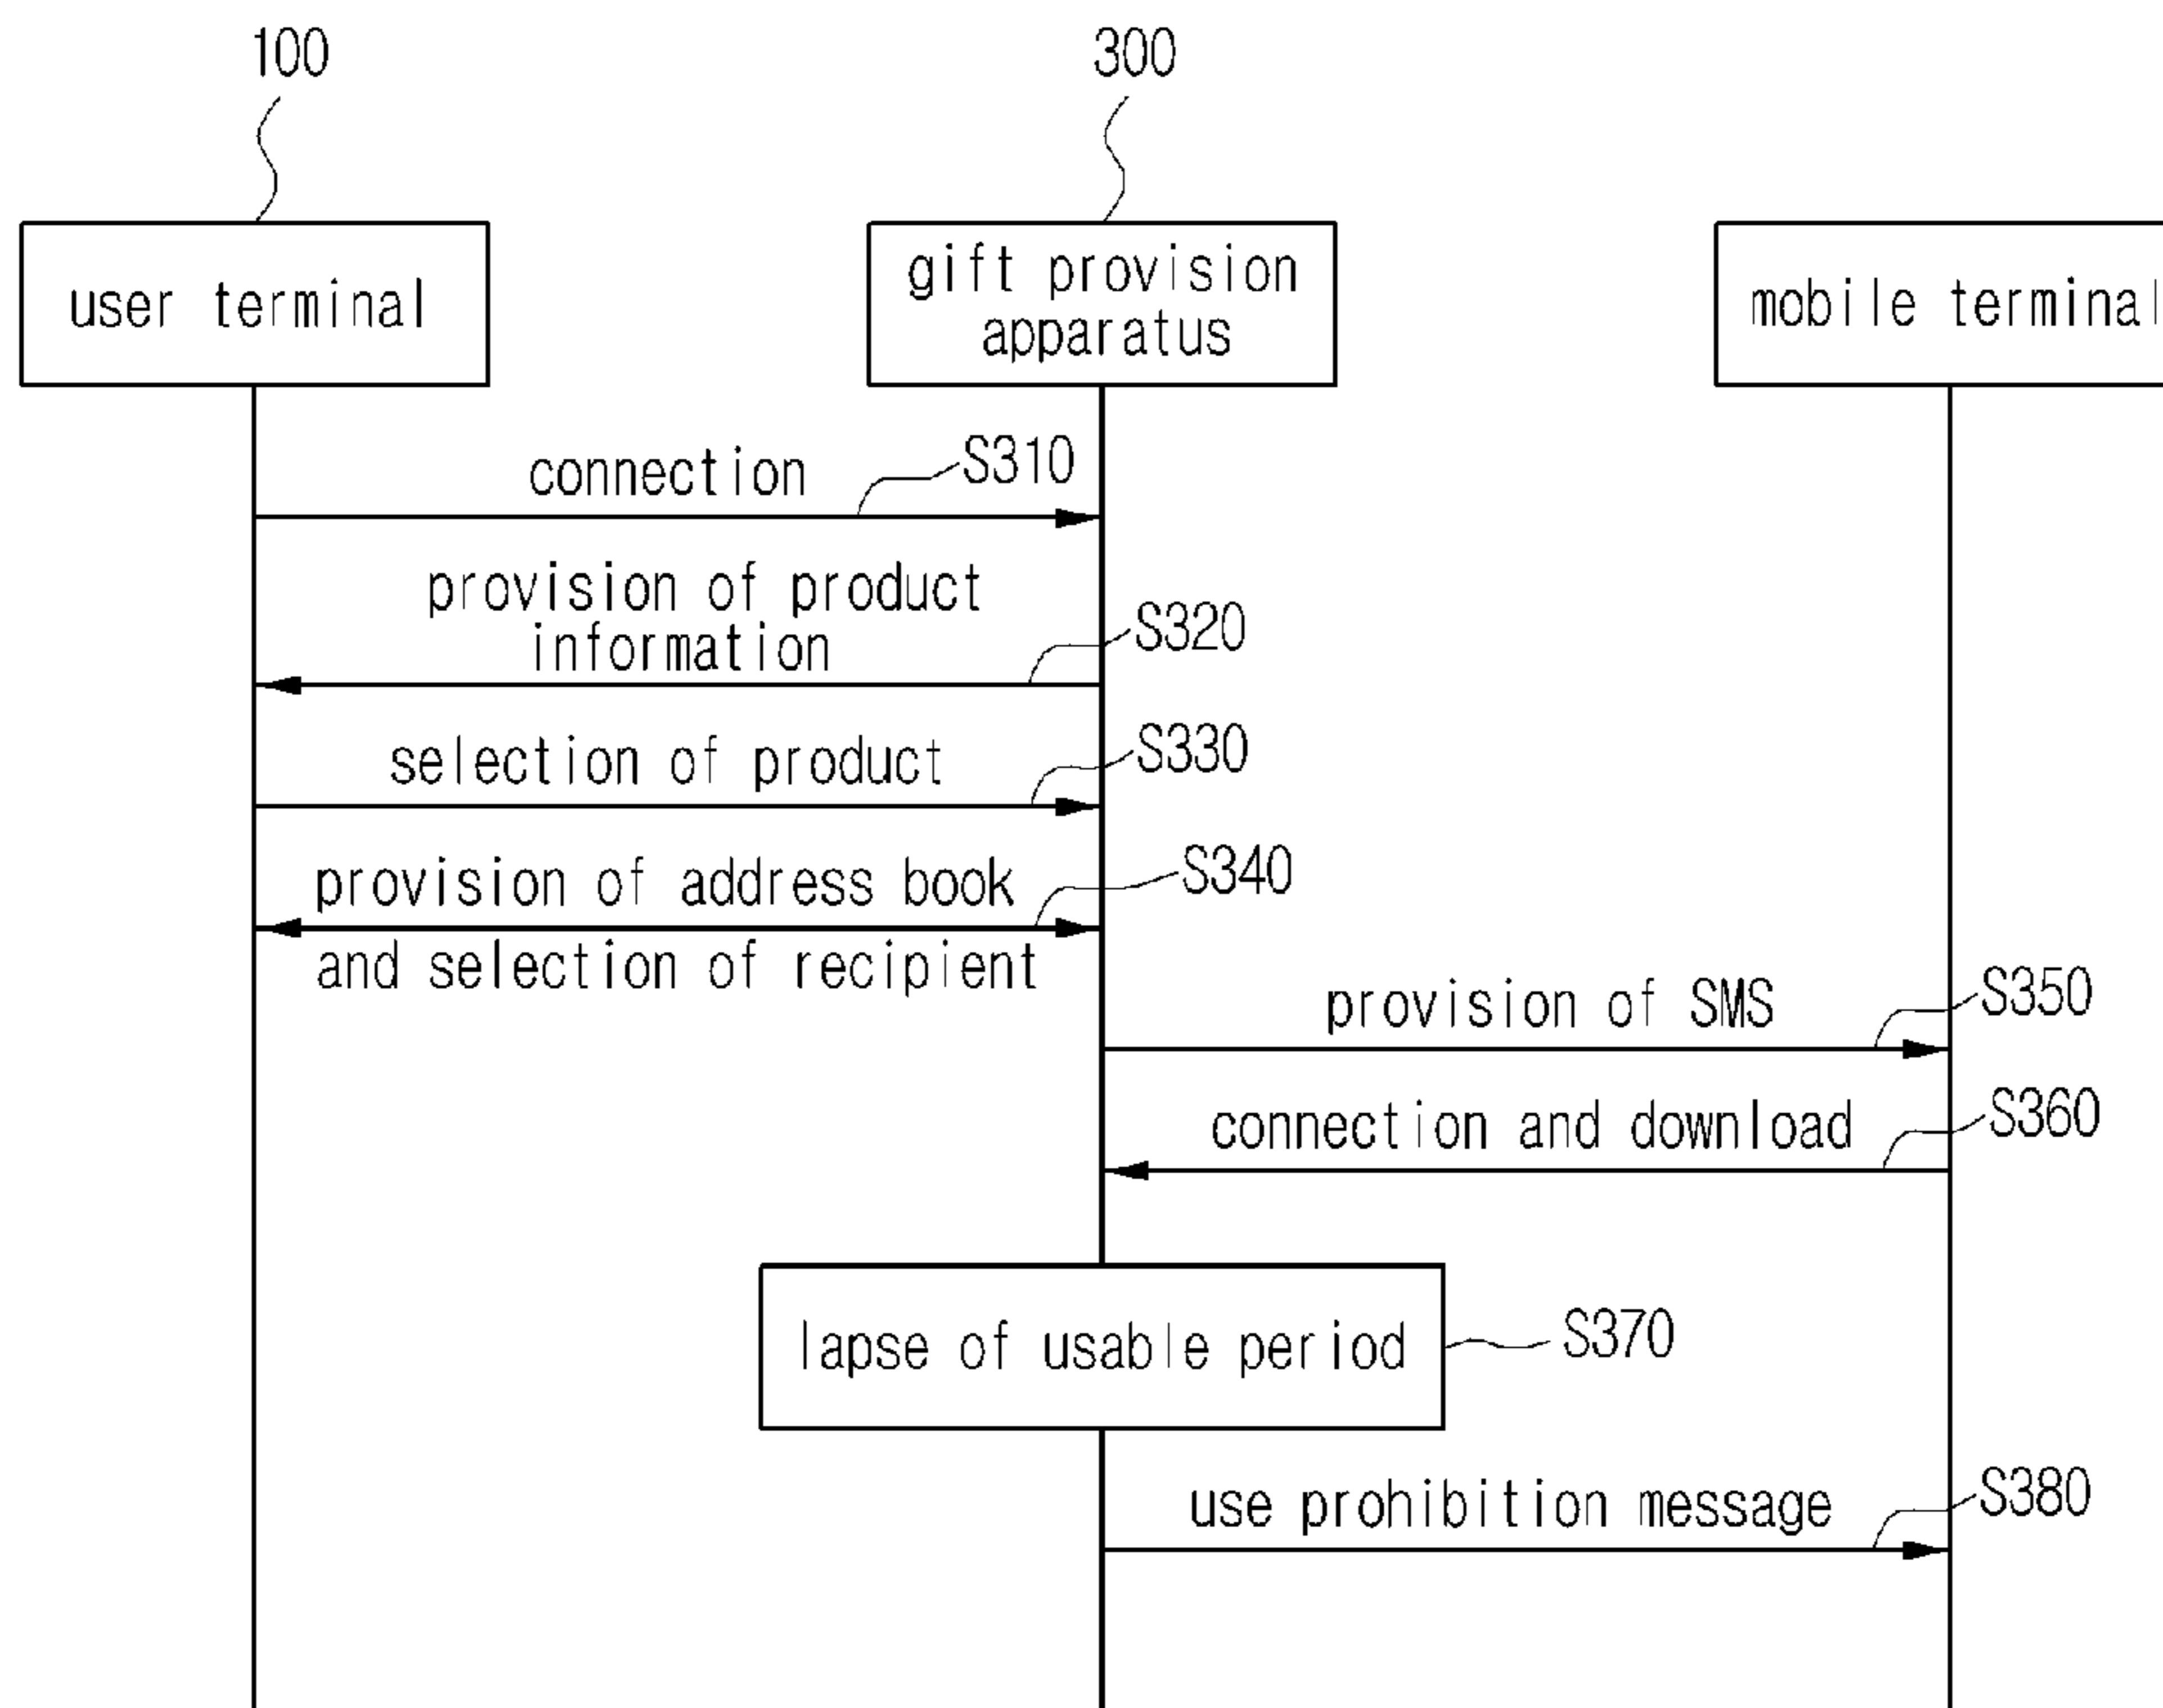 100
300
user terminal
gift provision
apparatus
mobile terminal
connection
S310
provision of product
information
S320
selection of product
S330
provision of address book
S340
and selection of recipient
provision of SMS
S350
connection and download
S360
lapse of usable period
S370
use prohibition message
S380